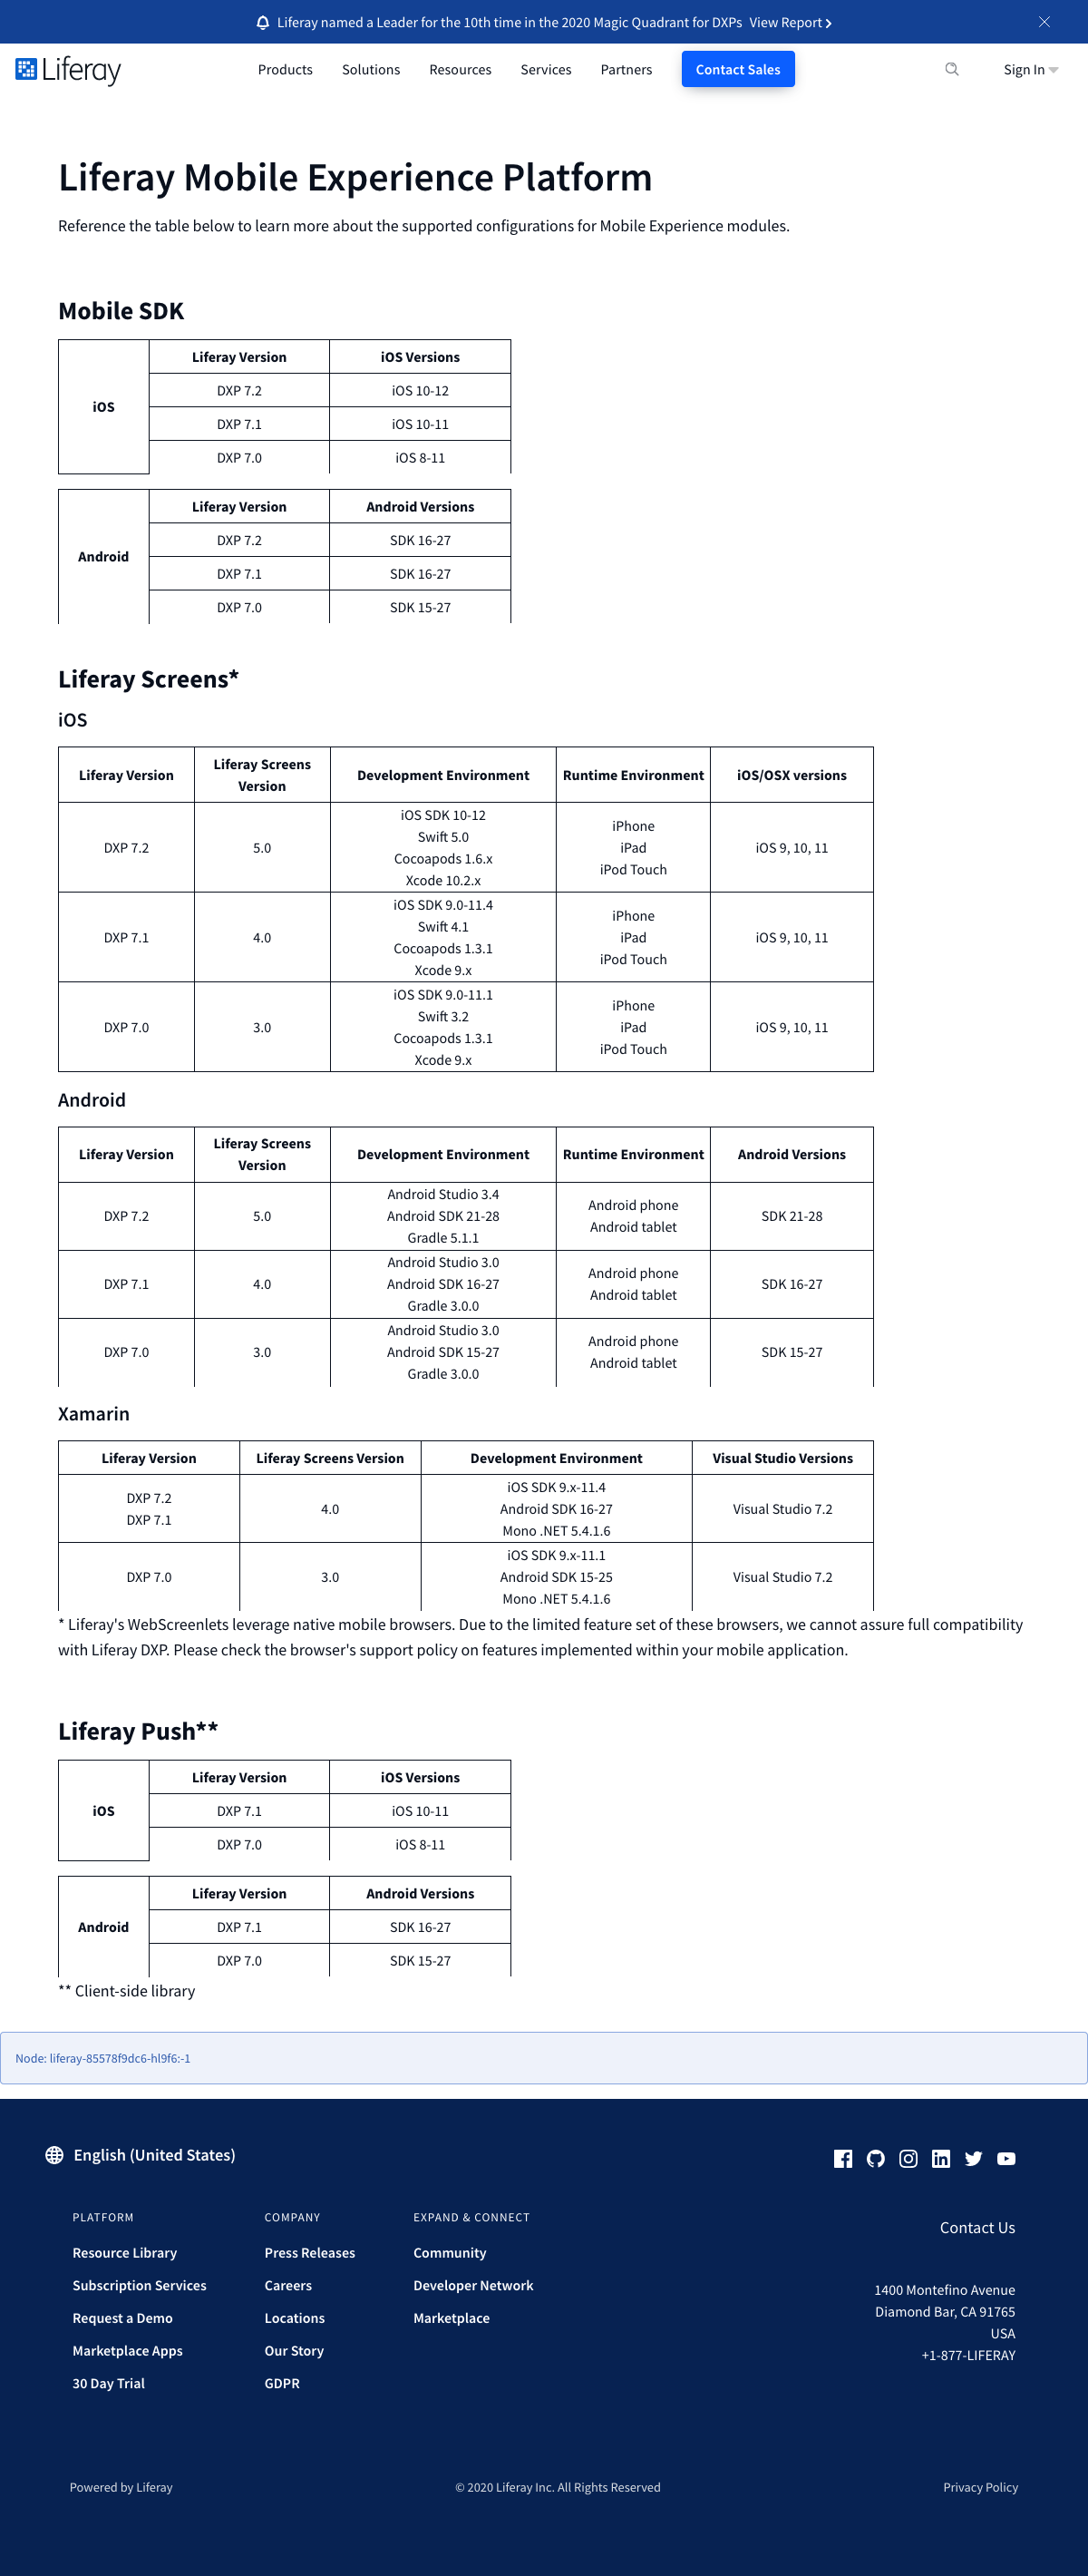 Liferay named a Leader for the 10th time in the 2020 Magic Quadrant for DXPs View Report
Liferay Products Solutions Resources Services Partners Contact Sales Sign In
Liferay Mobile Experience Platform
Reference the table below to learn more about the supported configurations for Mobile Experience modules.
Mobile SDK
Liferay Version iOS Versions
DXP 7.2 iOS 10-12
iOS
DXP 7.1 iOS 10-11
DXP 7.0 iOS 8-11
Liferay Version Android Versions
DXP 7.2 SDK 16-27
Android
DXP 7.1 SDK 16-27
DXP 7.0 SDK 15-27
Liferay Screens*
iOS
Liferay Version
Liferay Screens
Version
Development Environment
Runtime Environment
iOS/OSX versions
DXP 7.2
5.0
iOS SDK 10-12
Swift 5.0
Cocoapods 1.6.x
Xcode 10.2.x
iPhone
iPad
iPod Touch
iOS 9, 10, 11
DXP 7.1
4.0
iOS SDK 9.0-11.4
Swift 4.1
Cocoapods 1.3.1
Xcode 9.x
iPhone
iPad
iPod Touch
iOS 9, 10, 11
DXP 7.0
3.0
iOS SDK 9.0-11.1
Swift 3.2
Cocoapods 1.3.1
Xcode 9.x
iPhone
iPad
iPod Touch
iOS 9, 10, 11
Android
Liferay Version
Liferay Screens
Version
Development Environment
Runtime Environment
Android Versions
DXP 7.2
5.0
Android Studio 3.4
Android SDK 21-28
Gradle 5.1.1
Android phone
Android tablet
SDK 21-28
DXP 7.1
4.0
Android Studio 3.0
Android SDK 16-27
Gradle 3.0.0
Android phone
Android tablet
SDK 16-27
DXP 7.0
3.0
Android Studio 3.0
Android SDK 15-27
Gradle 3.0.0
Android phone
Android tablet
SDK 15-27
Xamarin
Liferay Version Liferay Screens Version Development Environment Visual Studio Versions
DXP 7.2
DXP 7.1
4.0
iOS SDK 9.x-11.4
Android SDK 16-27
Mono .NET 5.4.1.6
Visual Studio 7.2
DXP 7.0
3.0
iOS SDK 9.x-11.1
Android SDK 15-25
Mono .NET 5.4.1.6
Visual Studio 7.2
* Liferay's WebScreenlets leverage native mobile browsers. Due to the limited feature set of these browsers, we cannot assure full compatibility
with Liferay DXP. Please check the browser's support policy on features implemented within your mobile application.
Liferay Push**
Liferay Version iOS Versions
iOS DXP 7.1 iOS 10-11
DXP 7.0 iOS 8-11
Liferay Version Android Versions
Android DXP 7.1 SDK 16-27
DXP 7.0 SDK 15-27
** Client-side library
Node: liferay-85578f9dc6-hl9f6:-1
English (United States)
PLATFORM
Resource Library
Subscription Services
Request a Demo
Marketplace Apps
30 Day Trial
COMPANY
Press Releases
Careers
Locations
Our Story
GDPR
EXPAND & CONNECT
Community
Developer Network
Marketplace
Contact Us
1400 Montefino Avenue
Diamond Bar, CA 91765
USA
+1-877-LIFERAY
Powered by Liferay © 2020 Liferay Inc. All Rights Reserved Privacy Policy